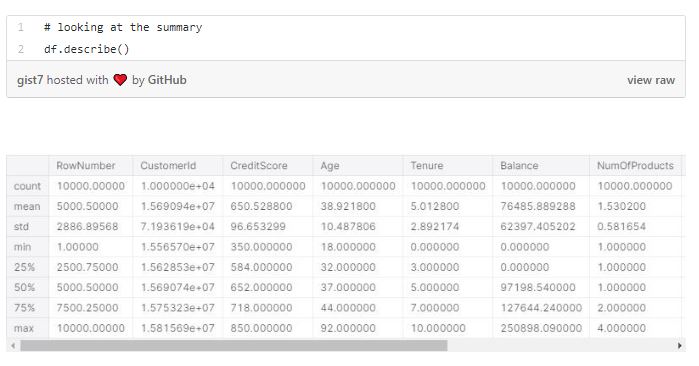 1 # looking at the summary
2 df.describe()
gist7 hosted with ❤ by GitHub view raw
RowNumber CustomerId CreditScore Age Tenure Balance NumOfProducts
count 10000.00000 1.000000e+04 10000.000000 10000.000000 10000.000000 10000.000000 10000.000000
mean 5000.50000 1.569094e+07 650.528800 38.921800 5.012800 76485.889288 1.530200
std 2886.89568 7.193619e+04 96.653299 10.487806 2.892174 62397.405202 0.581654
min 1.00000 1.556570e+07 350.000000 18.000000 0.000000 0.000000 1.000000
25% 2500.75000 1.562853e+07 584.000000 32.000000 3.000000 0.000000 1.000000
50% 5000.50000 1.569074e+07 652.000000 37.000000 5.000000 97198.540000 1.000000
75% 7500.25000 1.575323e+07 718.000000 44.000000 7.000000 127644.240000 2.000000
max 10000.00000 1.581569e+07 850.000000 92.000000 10.000000 250898.090000 4.000000